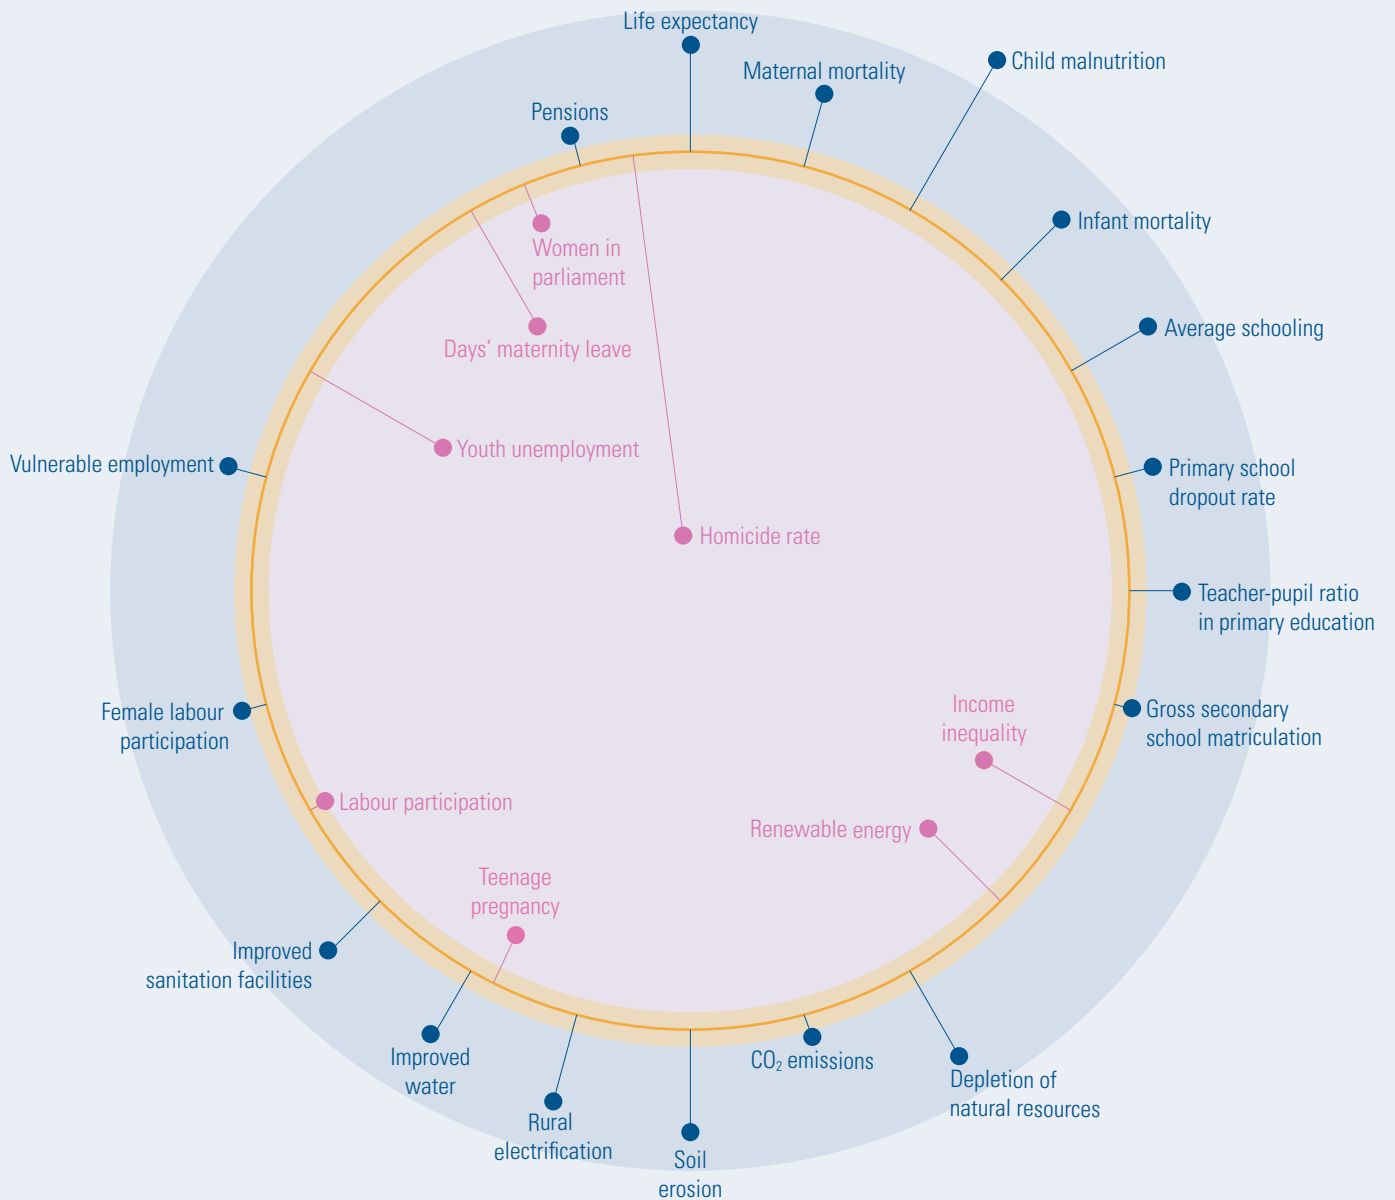 Life expectancy
Maternal mortality
Child malnutrition
Pensions
Infant mortality
Women in
parliament
Average schooling
Days’ maternity leave
Youth unemployment
Vulnerable employment
Primary school
dropout rate
Homicide rate
Teacher-pupil ratio
in primary education
Income
inequality
Female labour
participation
Gross secondary
school matriculation
Labour participation
Renewable energy
Teenage
pregnancy
Improved
sanitation facilities
Improved
water
CO₂ emissions
Depletion of
natural resources
Rural
electrification
Soil
erosion